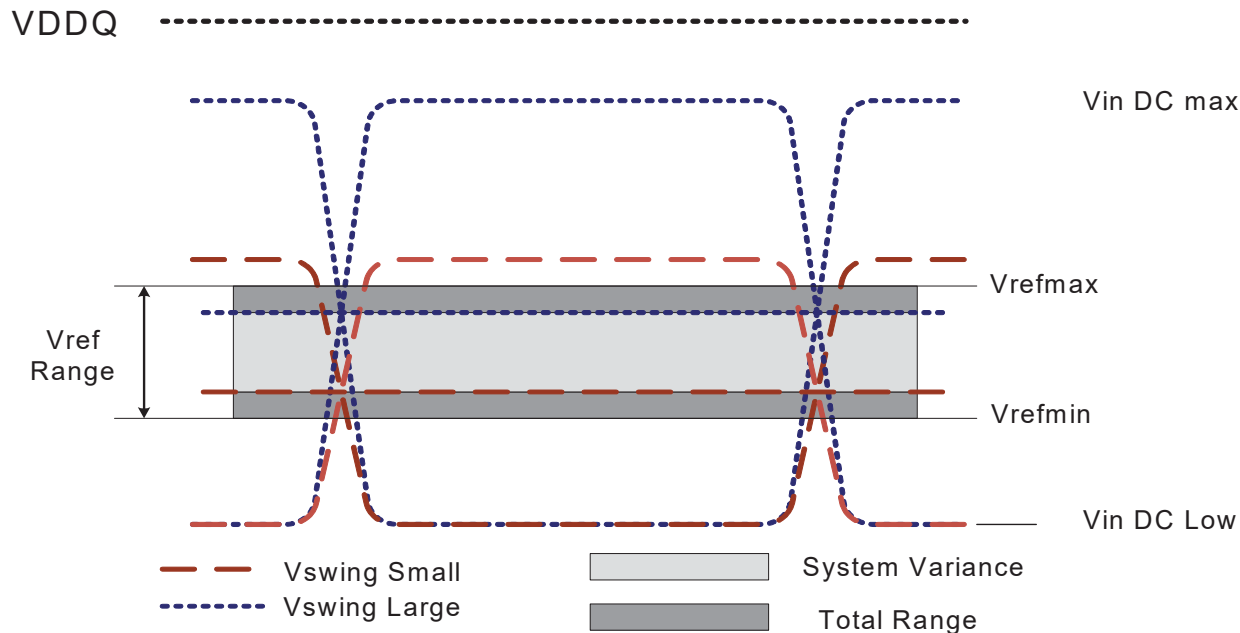 VDDQ
Vin DC max
Vrefmax
Vref
Range
Vrefmin
Vin DC Low
Vswing Small
System Variance
Vswing Large
Total Range